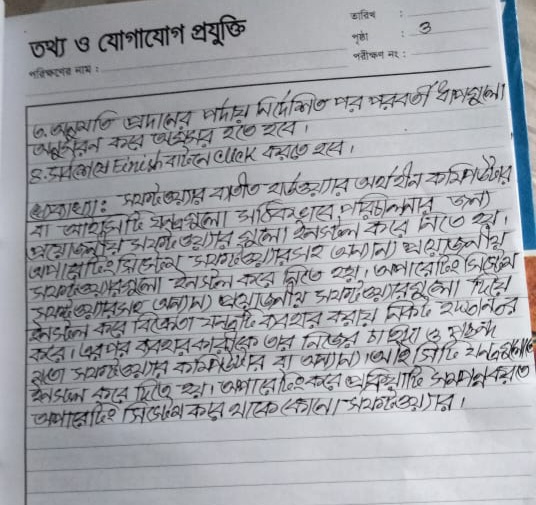 তথ্য ও যোগাযোগ প্রযুক্তি
তারিখ :
পৃষ্ঠা : 3
পরীক্ষণ নং :
পরিক্ষণের নাম :
৩. অনুমতি প্রদানের পর্দায় নির্দেশিত পর পরবর্তী ধাপগুলো
অনুসরন করে অগ্রসর হতে হবে।
৪. সবশেষে Finish বাটনে click করতে হবে।
ব্যাখ্যা: সফটওয়্যার ব্যতীত হার্ডওয়্যার অর্থহীন কম্পিউটার
বা আইসিটি যন্ত্রগুলো সঠিকভাবে পরিচালনার জন্য
প্রয়োজনীয় সফটওয়্যার গুলো ইনস্টল করে নিতে হয়।
অপারেটিং সিস্টেম সফটওয়্যারসহ অন্যান্য প্রয়োজনীয়
সফটওয়্যারগুলো ইনস্টল করে নিতে হয়। অপারেটিং সিস্টেম
সফটওয়্যারসহ অন্যান্য প্রয়োজনীয় সফটওয়্যারগুলো দিয়ে
ইনস্টল করে বিক্রেতা যন্ত্রটি ব্যবহার করার নিকট হস্তান্তর
করে। এরপর ব্যবহারকারীকে তার নিজের চাহিদা ও পছন্দ
মতো সফটওয়্যার কম্পিউটার বা অন্যান্য আইসিটি যন্ত্রগুলোতে
ইনস্টল করে দিতে হয়। অপারেটিং করে প্রক্রিয়াটি সম্পন্ন করতে
অপারেটিং সিস্টেম করে থাকে কোনো সফটওয়্যার।